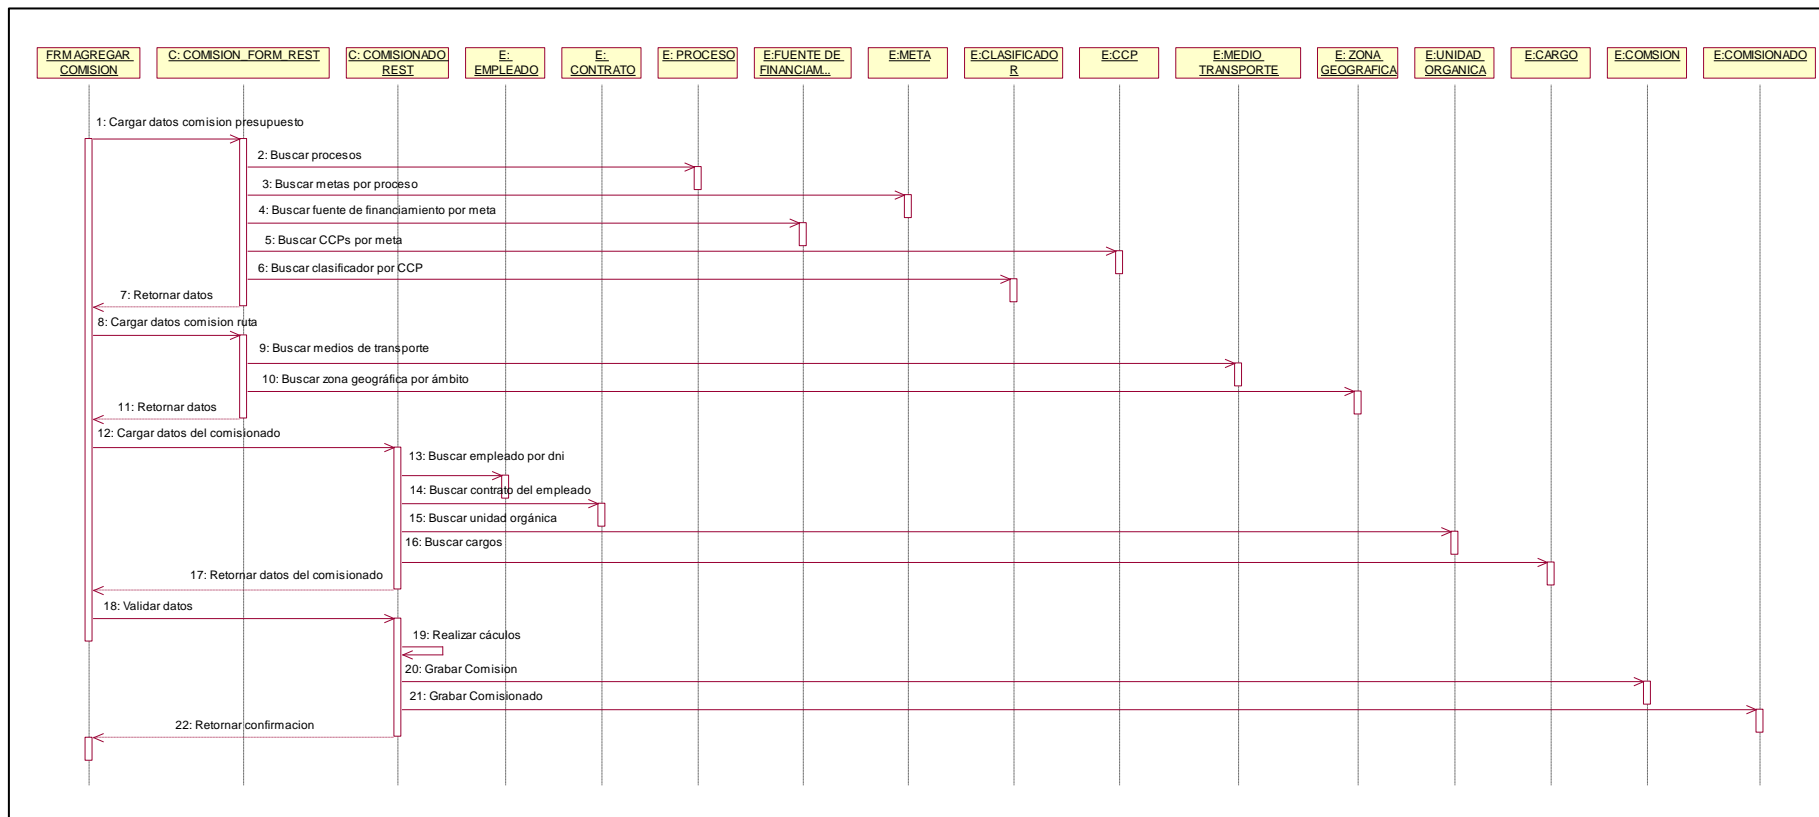 FRM AGREGAR
COMISION
C: COMISION_FORM_REST
C: COMISIONADO
REST
E:
EMPLEADO
E:
CONTRATO
E: PROCESO
E:FUENTE DE
FINANCIAM...
E:META
E:CLASIFICADO
R
E:CCP
E:MEDIO
TRANSPORTE
E: ZONA
GEOGRAFICA
E:UNIDAD
ORGANICA
E:CARGO
E:COMSION
E:COMISIONADO
1: Cargar datos comision presupuesto
2: Buscar procesos
3: Buscar metas por proceso
4: Buscar fuente de financiamiento por meta
5: Buscar CCPs por meta
6: Buscar clasificador por CCP
7: Retornar datos
8: Cargar datos comision ruta
9: Buscar medios de transporte
10: Buscar zona geográfica por ámbito
11: Retornar datos
12: Cargar datos del comisionado
13: Buscar empleado por dni
14: Buscar contrato del empleado
15: Buscar unidad orgánica
16: Buscar cargos
17: Retornar datos del comisionado
18: Validar datos
19: Realizar cáculos
20: Grabar Comision
21: Grabar Comisionado
22: Retornar confirmacion